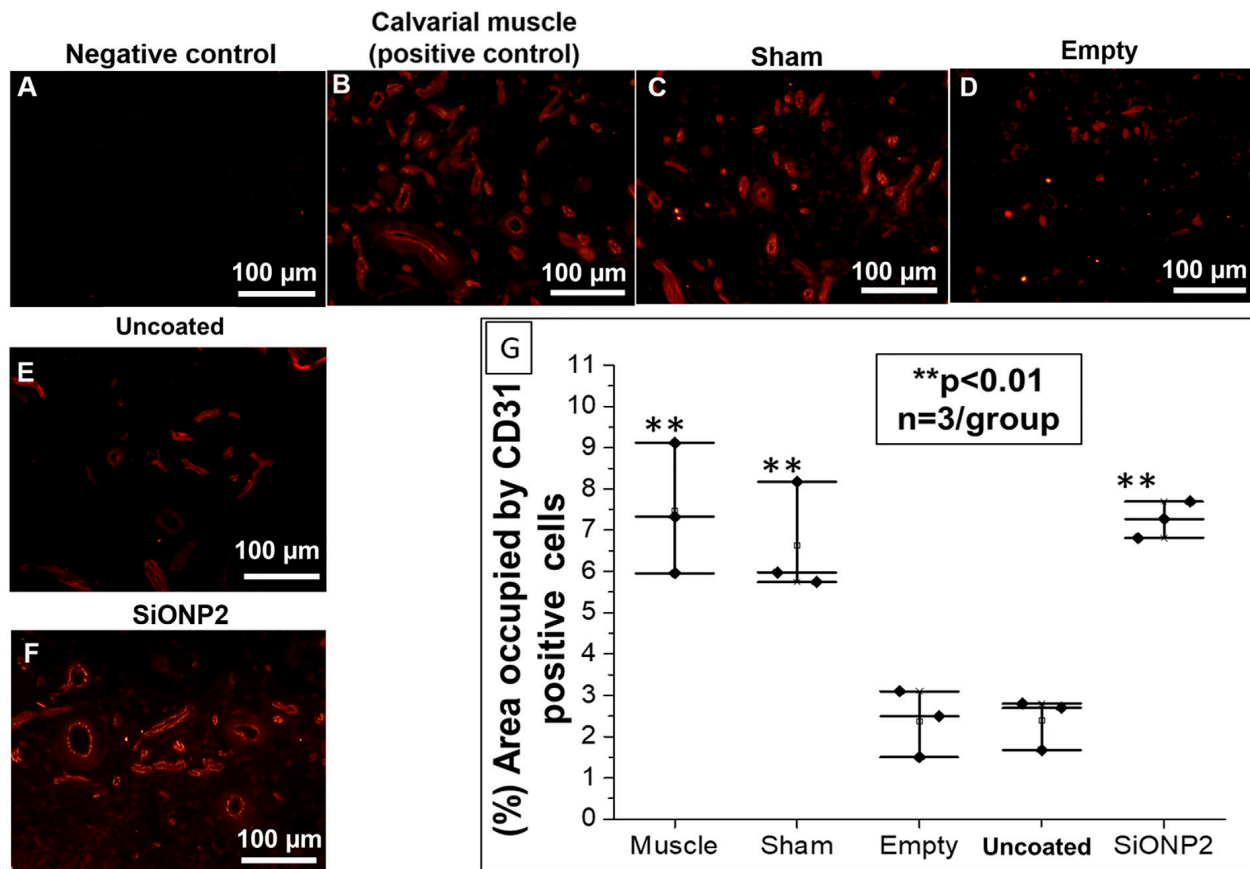 Negative control
Calvarial muscle
(positive control)
Sham
Empty
A
B
C
D
100 µm
100 µm
100 µm
100 µm
Uncoated
E
100 µm
SiONP2
F
100 µm
G
**p<0.01
n=3/group
(%) Area occupied by CD31
positive cells
11
10
9
8
7
6
5
4
3
2
1
0
**
**
**
Muscle
Sham
Empty
Uncoated
SiONP2